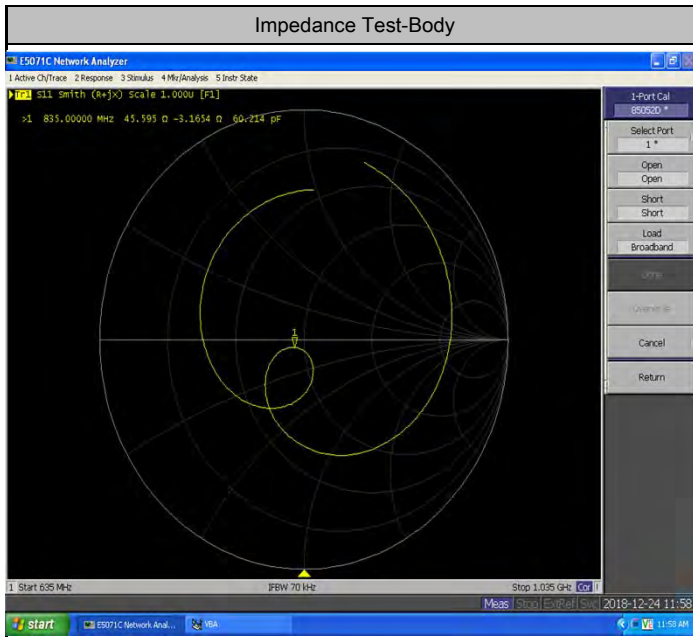 Impedance Test-Body
E5071C Network Analyzer
1 Active Ch/Trace 2 Response 3 Stimulus 4 Mkr/Analysis 5 Instr State
Tr1 S11 Smith (R+jX) Scale 1.000U [F1]
>1 835.00000 MHz 45.595 Ω -3.1654 Ω 60.214 pF
1
1-Port Cal
85052D *
Select Port
1 *
Open
Open
Short
Short
Load
Broadband
Done
Cancel
Return
1 Start 635 MHz IFBW 70 kHz Stop 1.035 GHz Cor !
Meas Stop ExtRef Svc 2018-12-24 11:58
start E5071C Network Anal... VBA 11:58 AM